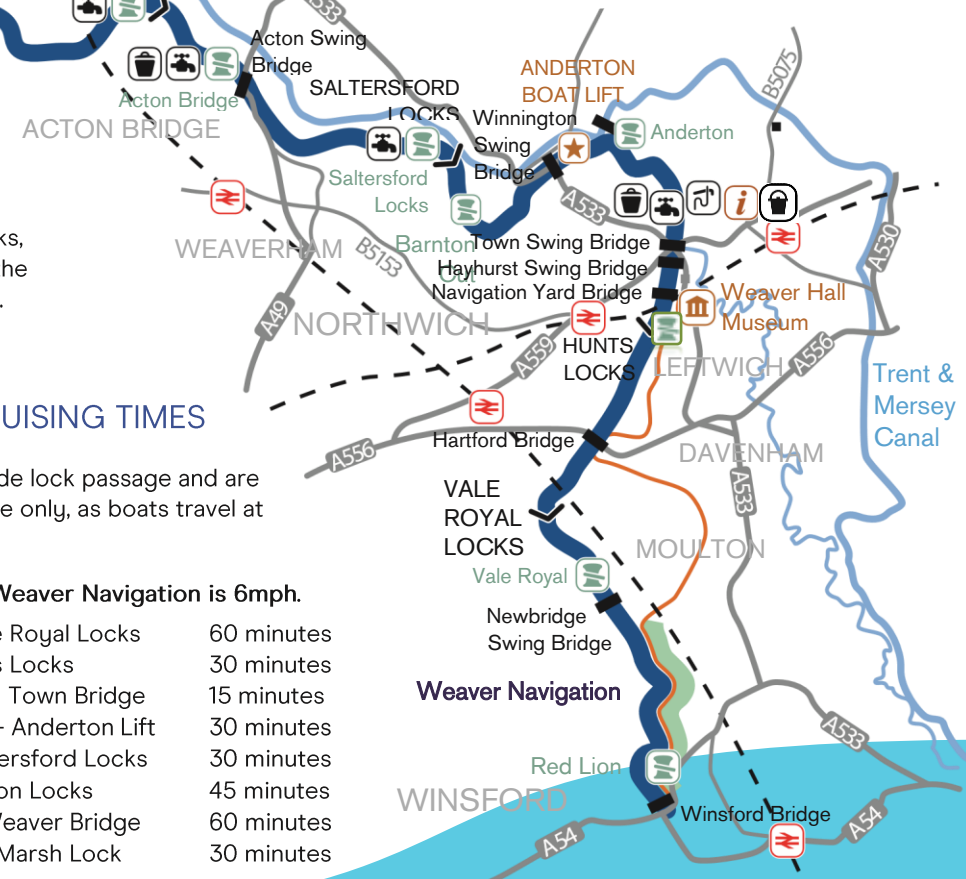 A533
Acton Swing
Bridge
ANDERTON
BOAT LIFT
B5075
SALTERSFORD
LOCKS
Acton Bridge
ACTON BRIDGE
Winnington
Swing
Bridge
Anderton
Saltersford
Locks
A533
ks,
he
.
WEAVERHAM
B5153
Barnton
Cut
Town Swing Bridge
Hayhurst Swing Bridge
Navigation Yard Bridge
A530
i
Weaver Hall
Museum
A49
NORTHWICH
HUNTS
LOCKS
A559
LEFTWICH
A556
Trent &
Mersey
Canal
UISING TIMES
Hartford Bridge
A556
DAVENHAM
A533
de lock passage and are
e only, as boats travel at
VALE
ROYAL
LOCKS
MOULTON
Vale Royal
Newbridge
Swing Bridge
Weaver Navigation is 6mph.
e Royal Locks 60 minutes
s Locks 30 minutes
Town Bridge 15 minutes
- Anderton Lift 30 minutes
ersford Locks 30 minutes
on Locks 45 minutes
Weaver Bridge 60 minutes
Marsh Lock 30 minutes
Weaver Navigation
A533
Red Lion
WINSFORD
Winsford Bridge
A54
A54